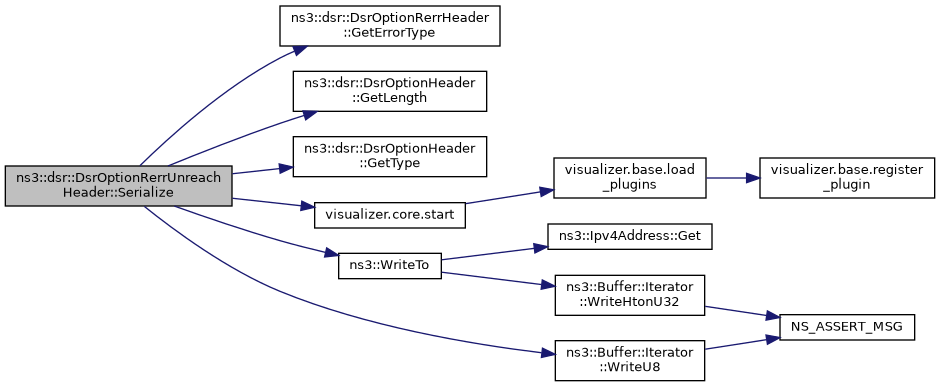 ns3::dsr::DsrOptionRerrHeader
::GetErrorType
ns3::dsr::DsrOptionHeader
::GetLength
ns3::dsr::DsrOptionHeader
::GetType
ns3::dsr::DsrOptionRerrUnreach
Header::Serialize
visualizer.core.start
visualizer.base.load
_plugins
visualizer.base.register
_plugin
ns3::WriteTo
ns3::Ipv4Address::Get
ns3::Buffer::Iterator
::WriteHtonU32
ns3::Buffer::Iterator
::WriteU8
NS_ASSERT_MSG